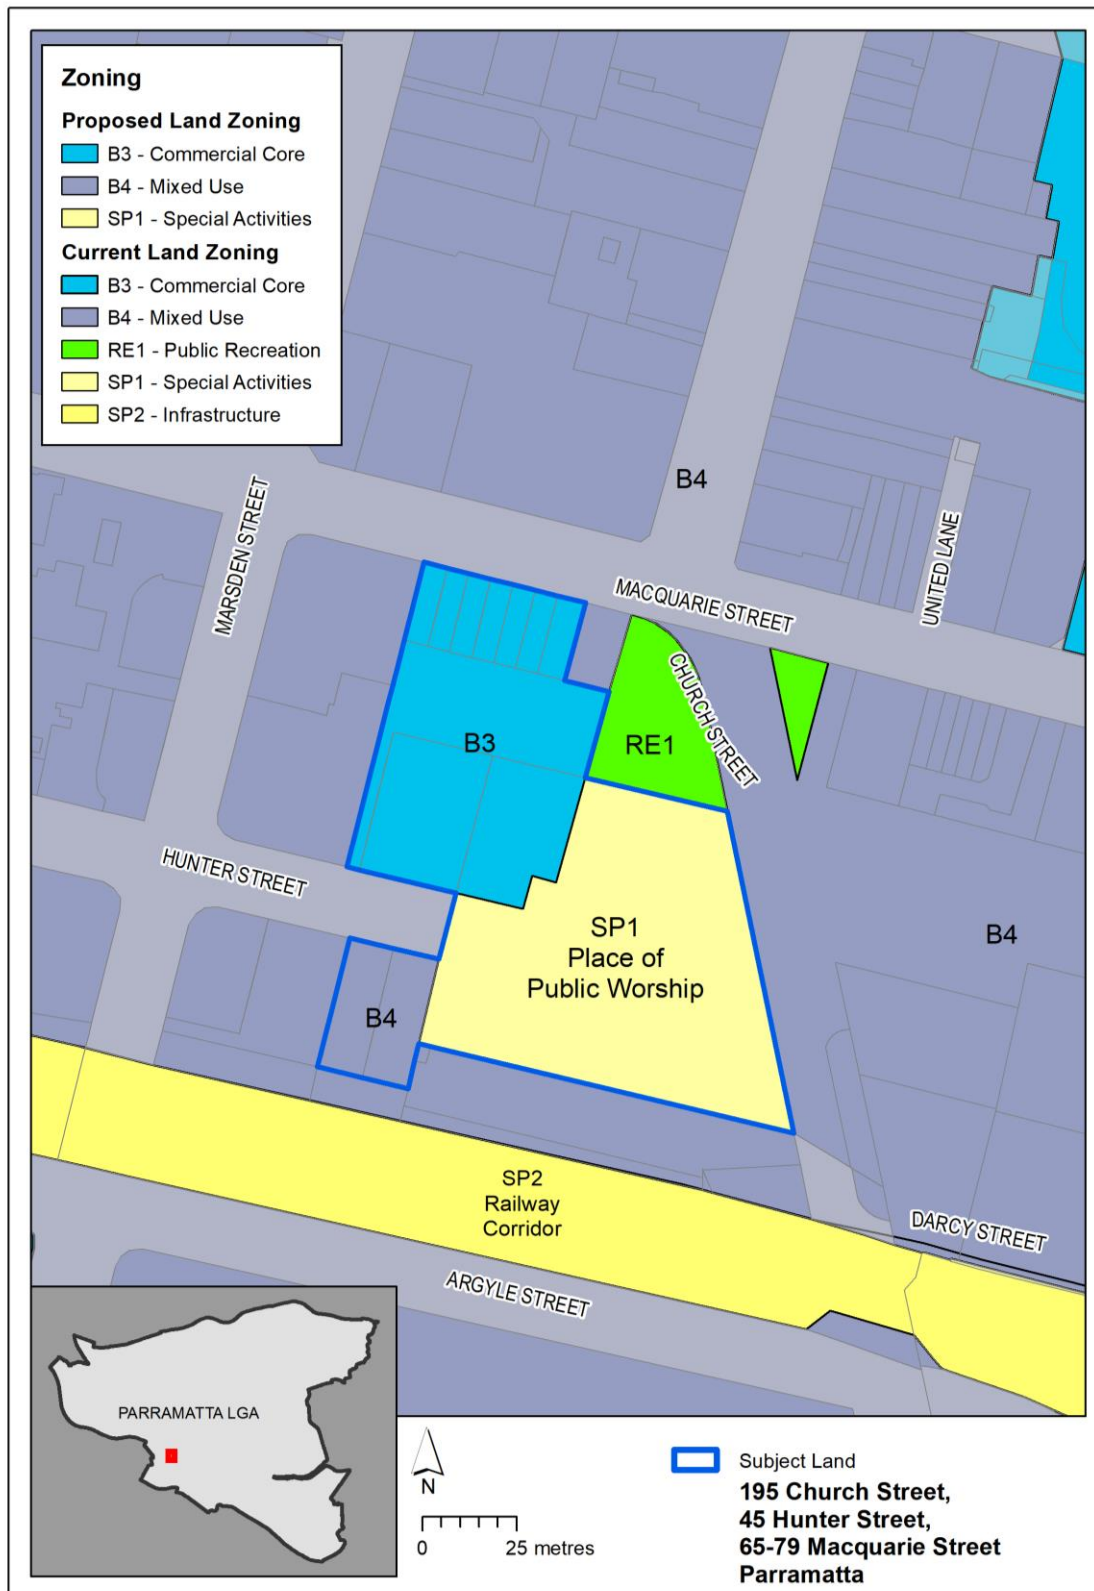 Zoning
Proposed Land Zoning
B3 - Commercial Core
B4 - Mixed Use
SP1 - Special Activities
Current Land Zoning
B3 - Commercial Core
B4 - Mixed Use
RE1 - Public Recreation
SP1 - Special Activities
SP2 - Infrastructure
B4
MARSDEN STREET
UNITED LANE
MACQUARIE STREET
CHURCH STREET
B3
RE1
HUNTER STREET
SP1
Place of
Public Worship
B4
B4
SP2
Railway
Corridor
DARCY STREET
ARGYLE STREET
PARRAMATTA LGA
N
0 25 metres
Subject Land
195 Church Street,
45 Hunter Street,
65-79 Macquarie Street
Parramatta